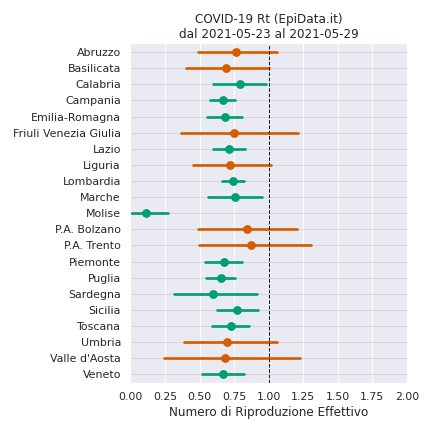 COVID-19 Rt (EpiData.it)
dal 2021-05-23 al 2021-05-29
Abruzzo
Basilicata
Calabria
Campania
Emilia-Romagna
Friuli Venezia Giulia
Lazio
Liguria
Lombardia
Marche
Molise
P.A. Bolzano
P.A. Trento
Piemonte
Puglia
Sardegna
Sicilia
Toscana
Umbria
Valle d'Aosta
Veneto
0.00 0.25 0.50 0.75 1.00 1.25 1.50 1.75 2.00
Numero di Riproduzione Effettivo